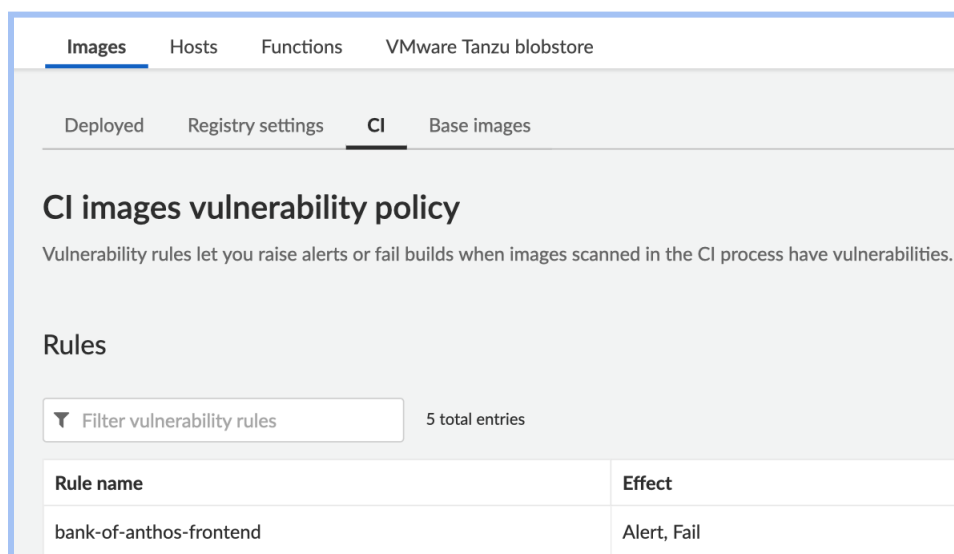 Images Hosts Functions VMware Tanzu blobstore
Deployed Registry settings CI Base images
CI images vulnerability policy
Vulnerability rules let you raise alerts or fail builds when images scanned in the CI process have vulnerabilities.
Rules
Filter vulnerability rules 5 total entries
Rule name Effect
bank-of-anthos-frontend Alert, Fail